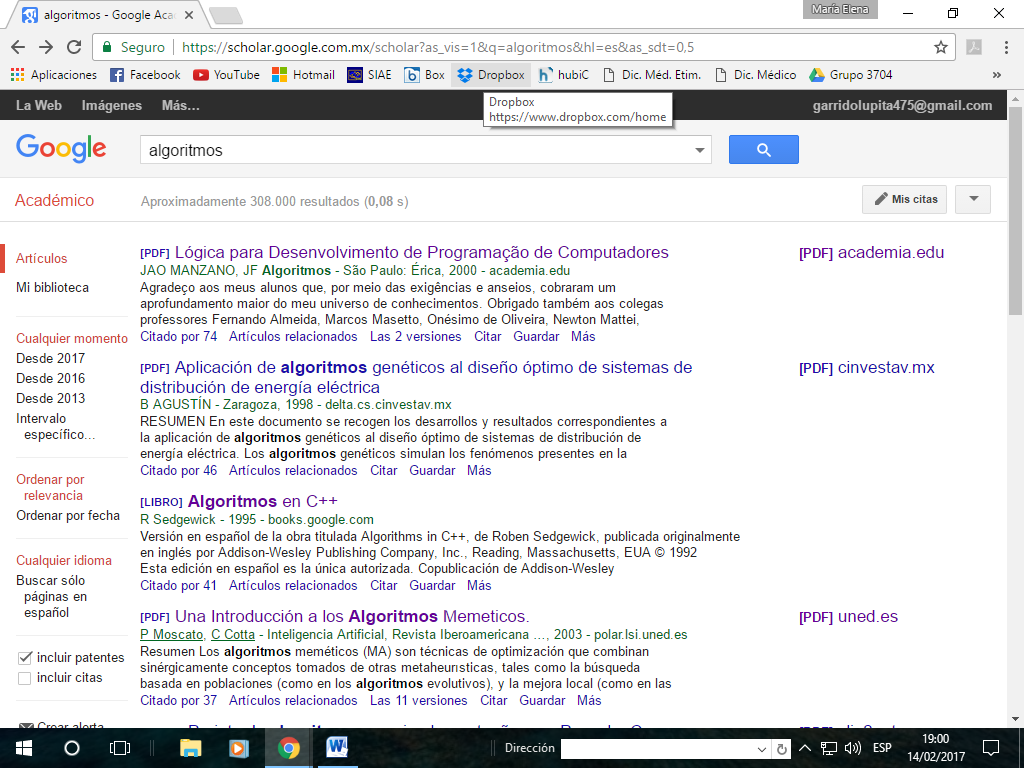 algoritmos - Google Aca
María Elena
Seguro https://scholar.google.com.mx/scholar?as_vis=1&q=algoritmos&hl=es&as_sdt=0,5
Aplicaciones Facebook YouTube Hotmail SIAE Box Dropbox hubiC Dic. Méd. Etim. Dic. Médico Grupo 3704 »
Dropbox
https://www.dropbox.com/home
La Web Imágenes Más... garridolupita475@gmail.com
Google algoritmos
Académico Aproximadamente 308.000 resultados (0,08 s) Mis citas
Artículos
Mi biblioteca
Cualquier momento
Desde 2017
Desde 2016
Desde 2013
Intervalo
específico...
Ordenar por
relevancia
Ordenar por fecha
Cualquier idioma
Buscar sólo
páginas en
español
incluir patentes
incluir citas
Crear alerta
[PDF] Lógica para Desenvolvimento de Programação de Computadores
JAO MANZANO, JF Algoritmos - São Paulo: Érica, 2000 - academia.edu
Agradeço aos meus alunos que, por meio das exigências e anseios, cobraram um
aprofundamento maior do meu universo de conhecimentos. Obrigado também aos colegas
professores Fernando Almeida, Marcos Masetto, Onésimo de Oliveira, Newton Mattei,
Citado por 74 Artículos relacionados Las 2 versiones Citar Guardar Más
[PDF] academia.edu
[PDF] Aplicación de algoritmos genéticos al diseño óptimo de sistemas de
distribución de energía eléctrica
B AGUSTÍN - Zaragoza, 1998 - delta.cs.cinvestav.mx
RESUMEN En este documento se recogen los desarrollos y resultados correspondientes a
la aplicación de algoritmos genéticos al diseño óptimo de sistemas de distribución de
energía eléctrica. Los algoritmos genéticos simulan los fenómenos presentes en la
Citado por 46 Artículos relacionados Citar Guardar Más
[PDF] cinvestav.mx
[LIBRO] Algoritmos en C++
R Sedgewick - 1995 - books.google.com
Versión en español de la obra titulada Algorithms in C++, de Roben Sedgewick, publicada originalmente
en inglés por Addison-Wesley Publishing Company, Inc., Reading, Massachusetts, EUA © 1992
Esta edición en español es la única autorizada. Copublicación de Addison-Wesley
Citado por 41 Artículos relacionados Citar Guardar Más
[PDF] Una Introducción a los Algoritmos Memeticos.
P Moscato, C Cotta - Inteligencia Artificial, Revista Iberoamericana ..., 2003 - polar.lsi.uned.es
Resumen Los algoritmos meméticos (MA) son técnicas de optimización que combinan
sinérgicamente conceptos tomados de otras metaheurısticas, tales como la búsqueda
basada en poblaciones (como en los algoritmos evolutivos), y la mejora local (como en las
Citado por 37 Artículos relacionados Las 11 versiones Citar Guardar Más
[PDF] uned.es
Dirección ESP 19:00
14/02/2017